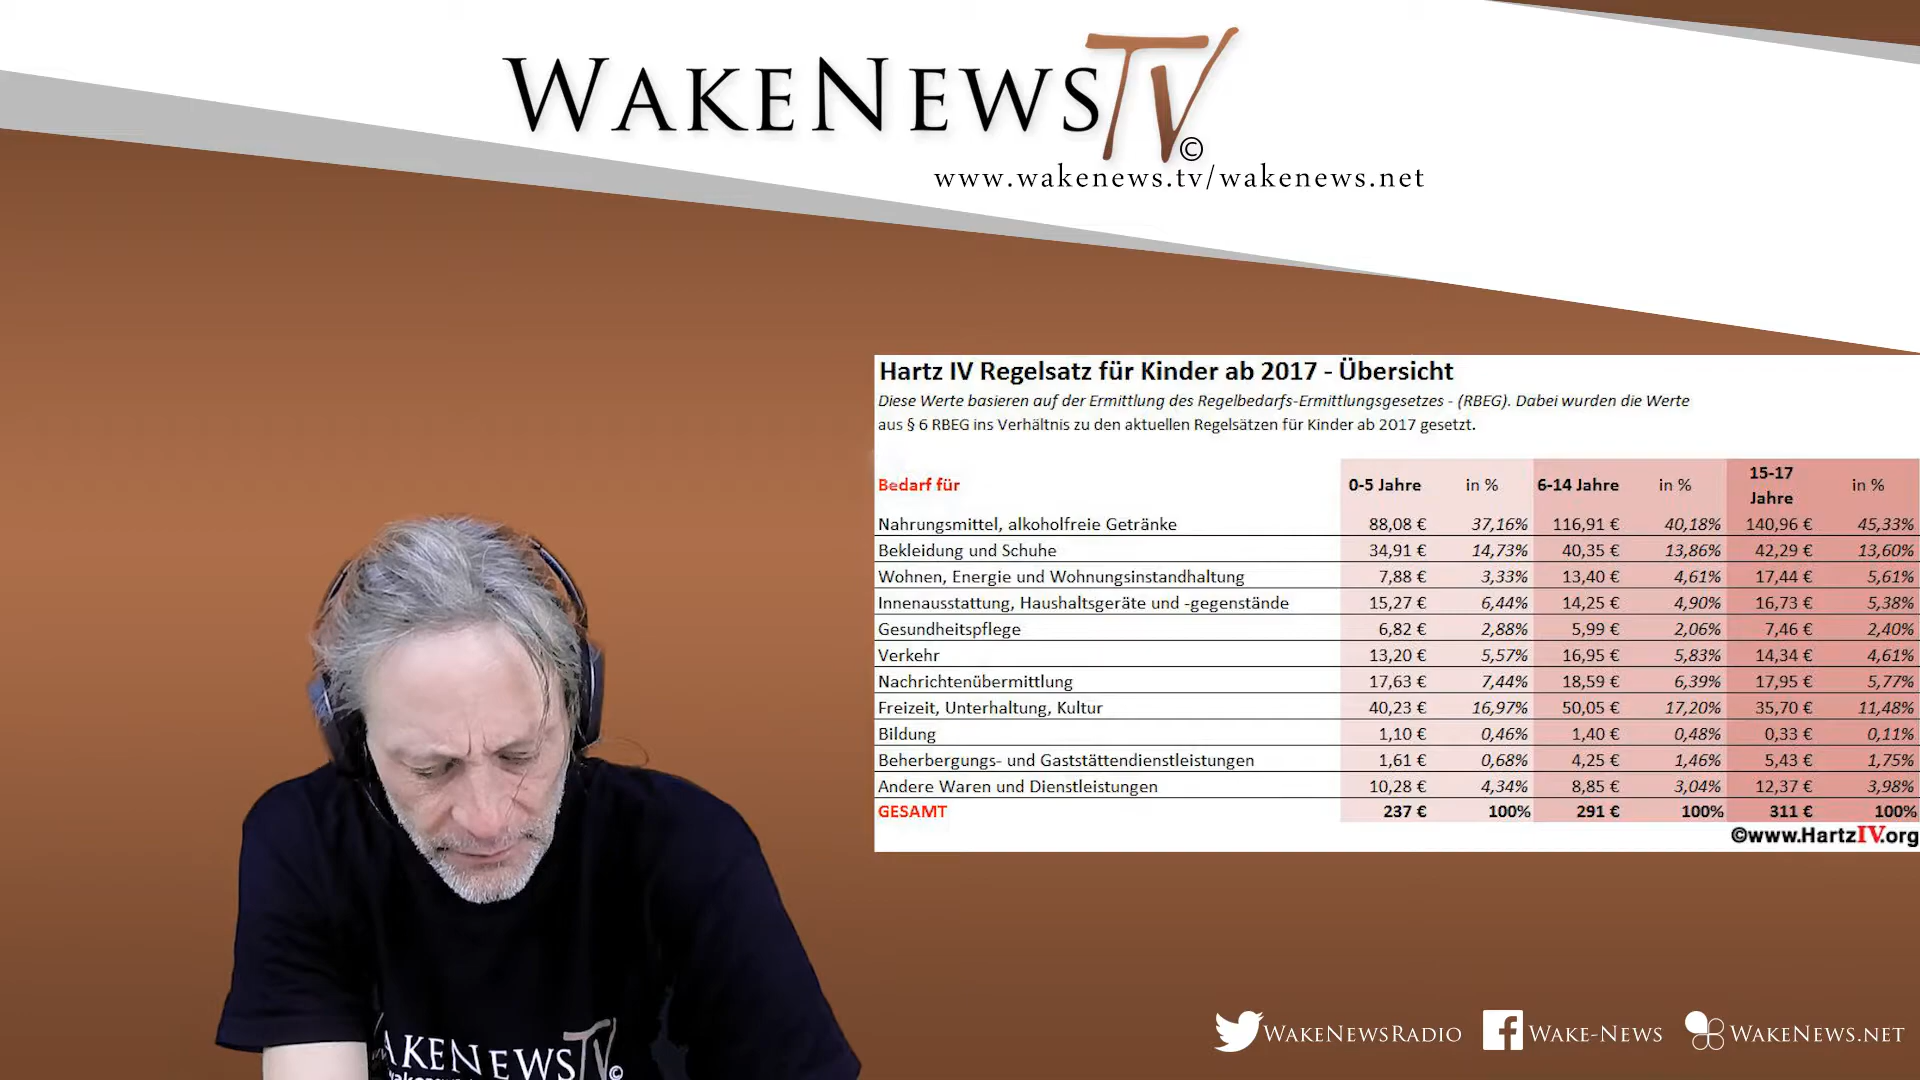 WAKENEWSTV©
www.wakenews.tv/wakenews.net
Hartz IV Regelsatz für Kinder ab 2017 - Übersicht
Diese Werte basieren auf der Ermittlung des Regelbedarfs-Ermittlungsgesetzes - (RBEG). Dabei wurden die Werte
aus § 6 RBEG ins Verhältnis zu den aktuellen Regelsätzen für Kinder ab 2017 gesetzt.
Bedarf für 0-5 Jahre in % 6-14 Jahre in % 15-17 Jahre in %
Nahrungsmittel, alkoholfreie Getränke 88,08 € 37,16% 116,91 € 40,18% 140,96 € 45,33%
Bekleidung und Schuhe 34,91 € 14,73% 40,35 € 13,86% 42,29 € 13,60%
Wohnen, Energie und Wohnungsinstandhaltung 7,88 € 3,33% 13,40 € 4,61% 17,44 € 5,61%
Innenausstattung, Haushaltsgeräte und -gegenstände 15,27 € 6,44% 14,25 € 4,90% 16,73 € 5,38%
Gesundheitspflege 6,82 € 2,88% 5,99 € 2,06% 7,46 € 2,40%
Verkehr 13,20 € 5,57% 16,95 € 5,83% 14,34 € 4,61%
Nachrichtenübermittlung 17,63 € 7,44% 18,59 € 6,39% 17,95 € 5,77%
Freizeit, Unterhaltung, Kultur 40,23 € 16,97% 50,05 € 17,20% 35,70 € 11,48%
Bildung 1,10 € 0,46% 1,40 € 0,48% 0,33 € 0,11%
Beherbergungs- und Gaststättendienstleistungen 1,61 € 0,68% 4,25 € 1,46% 5,43 € 1,75%
Andere Waren und Dienstleistungen 10,28 € 4,34% 8,85 € 3,04% 12,37 € 3,98%
GESAMT 237 € 100% 291 € 100% 311 € 100%
©www.HartzIV.org
AKENEWSTV©
WAKENEWSRADIO WAKE-NEWS WAKENEWS.NET